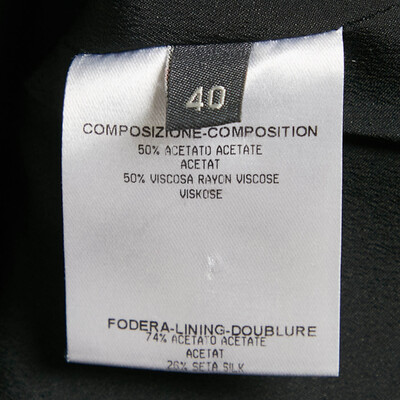 40
COMPOSIZIONE-COMPOSITION
50% ACETATO ACETATE
ACETAT
50% VISCOSA RAYON VISCOSE
VISKOSE
FODERA-LINING-DOUBLURE
74% ACETATO ACETATE
ACETAT
26% SETA SILK